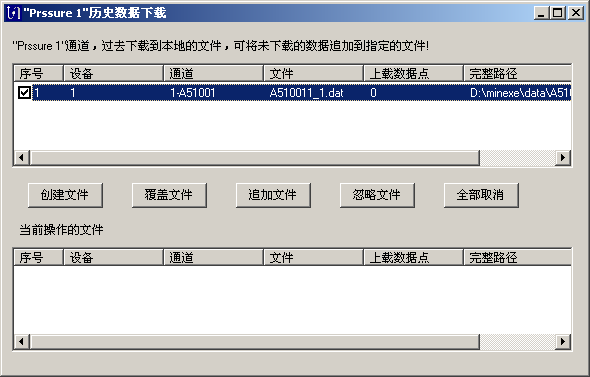 "Prssure 1"历史数据下载
"Prssure 1"通道，过去下载到本地的文件，可将未下载的数据追加到指定的文件!
序号 设备 通道 文件 上载数据点 完整路径
1 1 1-A51001 A510011_1.dat 0 D:\minexe\data\A510
创建文件 覆盖文件 追加文件 忽略文件 全部取消
当前操作的文件
序号 设备 通道 文件 上载数据点 完整路径